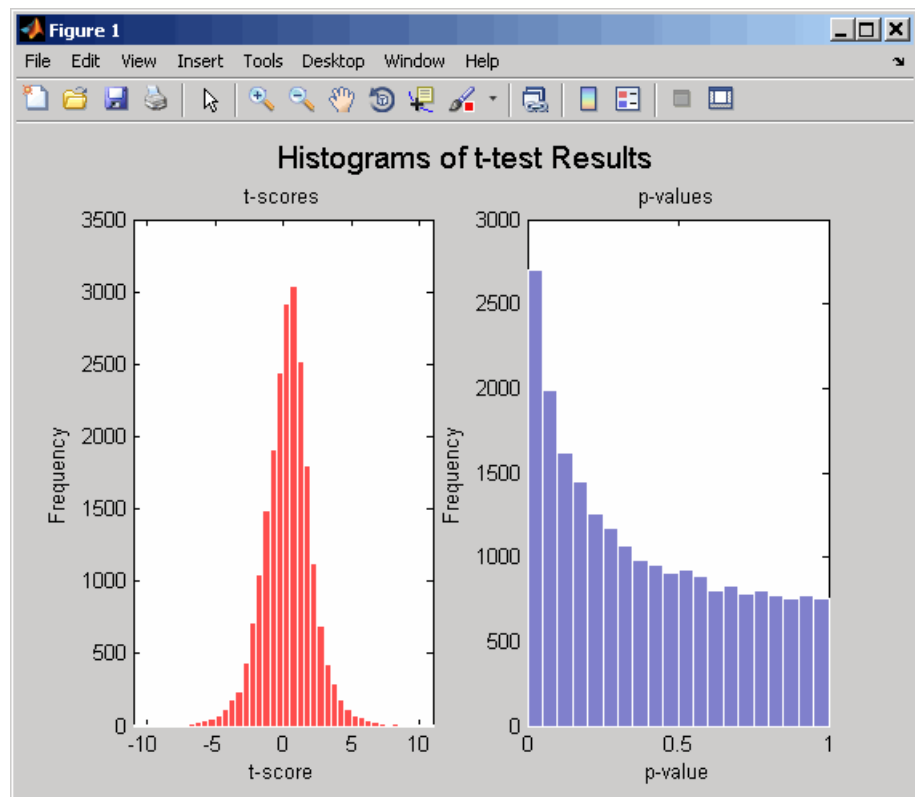 Figure 1
File Edit View Insert Tools Desktop Window Help
Histograms of t-test Results
t-scores
3500
3000
2500
2000
1500
1000
500
0
Frequency
-10 -5 0 5 10
t-score
p-values
3000
2500
2000
1500
1000
500
0
Frequency
0 0.5 1
p-value